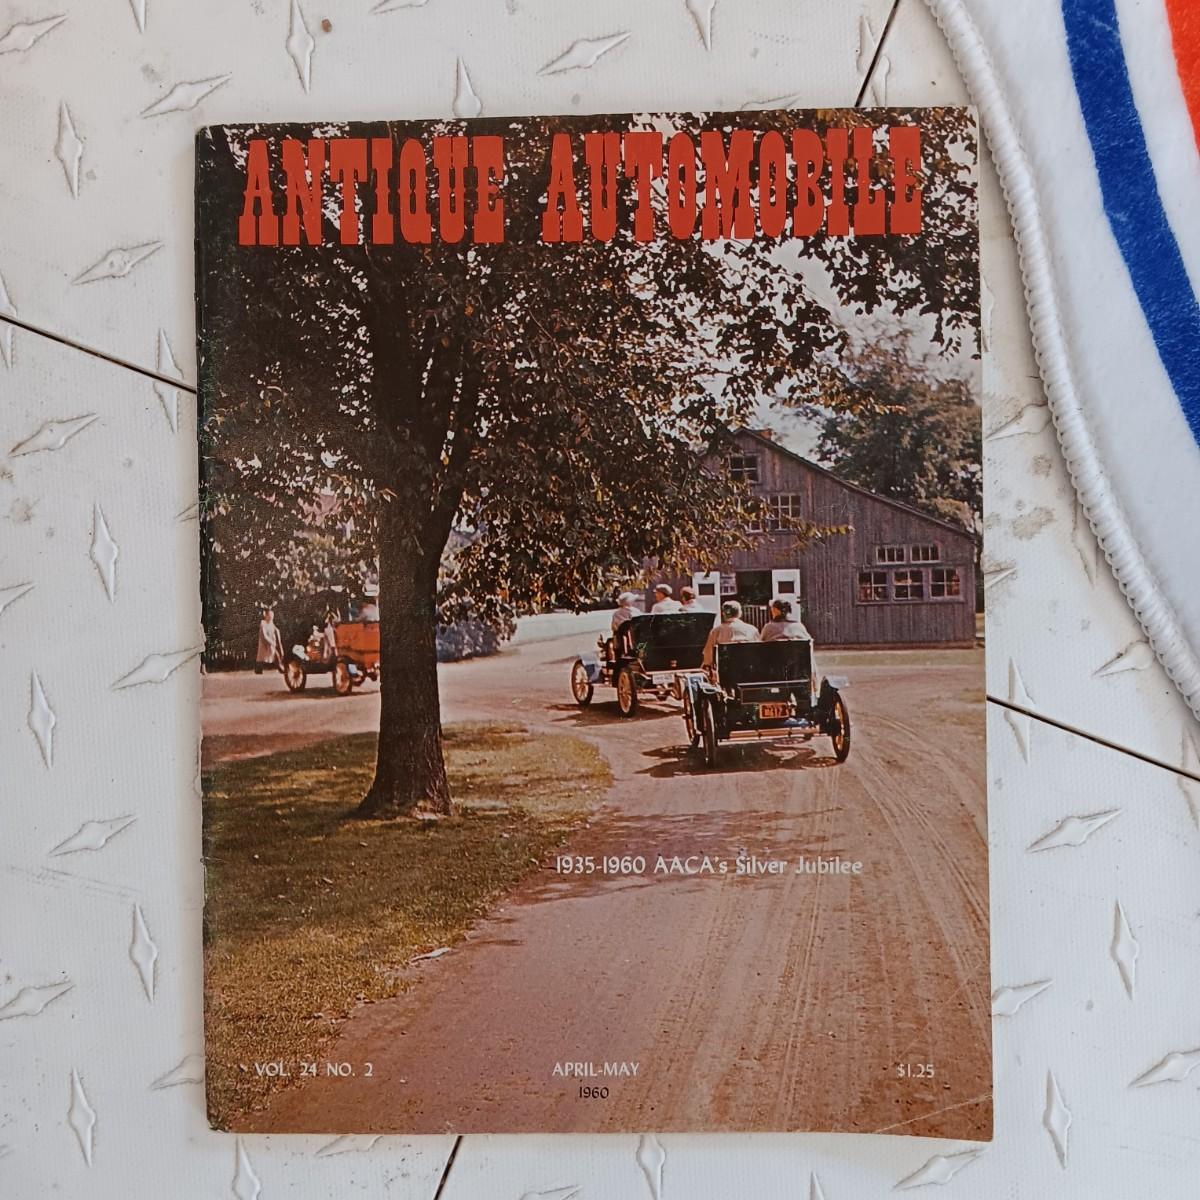 ANTIQUE AUTOMOBILE
1935-1960 AACA's Silver Jubilee
VOL. 24 NO. 2
APRIL-MAY
1960
$1.25